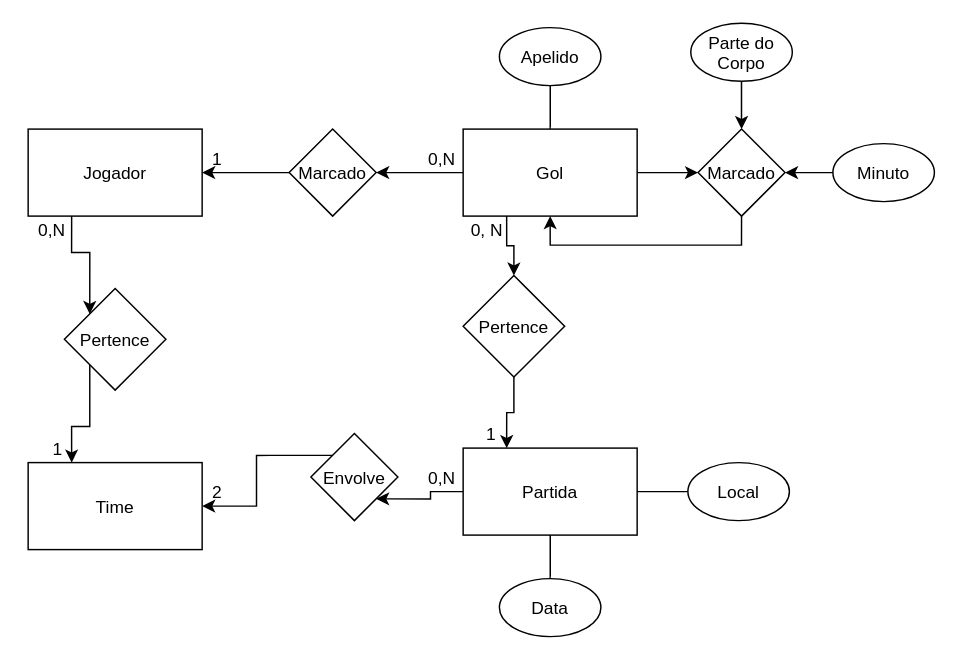 Apelido
Parte do
Corpo
Jogador
1
Marcado
0,N
Gol
Marcado
Minuto
0,N
0, N
Pertence
Pertence
1
1
Time
2
Envolve
0,N
Partida
Local
Data